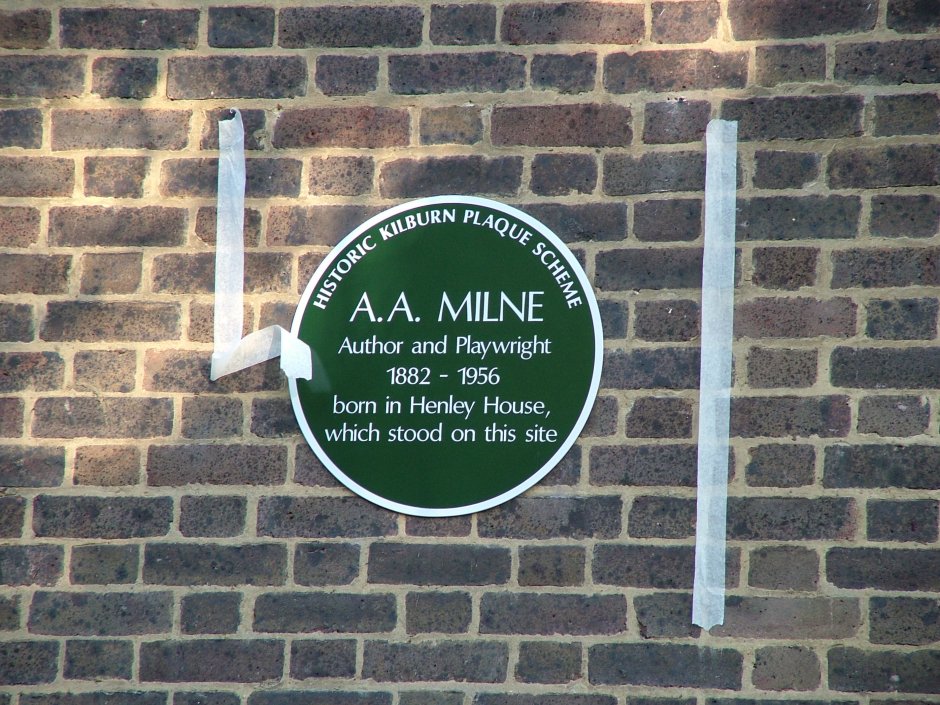 HISTORIC KILBURN PLAQUE SCHEME
A.A. MILNE
Author and Playwright
1882 - 1956
born in Henley House,
which stood on this site